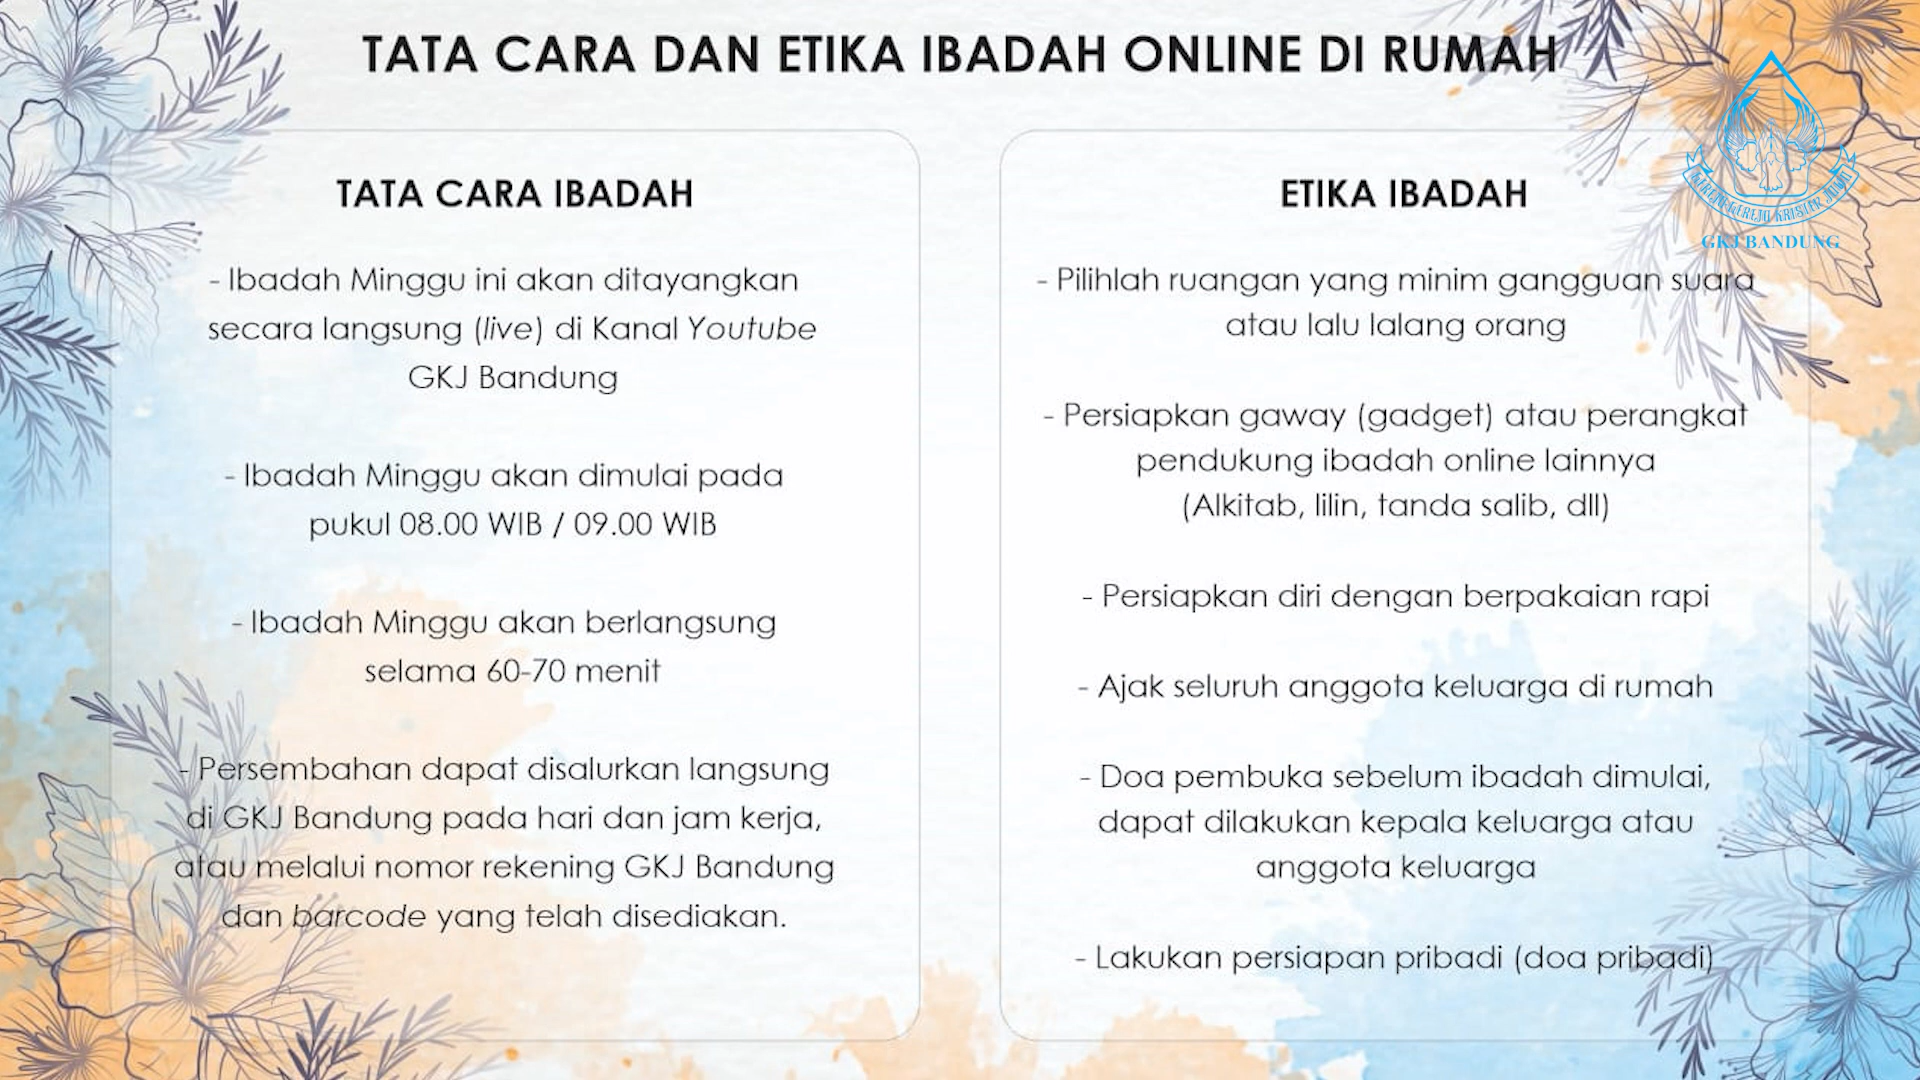 TATA CARA DAN ETIKA IBADAH ONLINE DI RUMAH
TATA CARA IBADAH
- Ibadah Minggu ini akan ditayangkan
secara langsung (live) di Kanal Youtube
GKJ Bandung
- Ibadah Minggu akan dimulai pada
pukul 08.00 WIB / 09.00 WIB
- Ibadah Minggu akan berlangsung
selama 60-70 menit
- Persembahan dapat disalurkan langsung
di GKJ Bandung pada hari dan jam kerja,
atau melalui nomor rekening GKJ Bandung
dan barcode yang telah disediakan.
ETIKA IBADAH
- Pilihlah ruangan yang minim gangguan suara
atau lalu lalang orang
- Persiapkan gaway (gadget) atau perangkat
pendukung ibadah online lainnya
(Alkitab, lilin, tanda salib, dll)
- Persiapkan diri dengan berpakaian rapi
- Ajak seluruh anggota keluarga di rumah
- Doa pembuka sebelum ibadah dimulai,
dapat dilakukan kepala keluarga atau
anggota keluarga
- Lakukan persiapan pribadi (doa pribadi)
GKJ BANDUNG